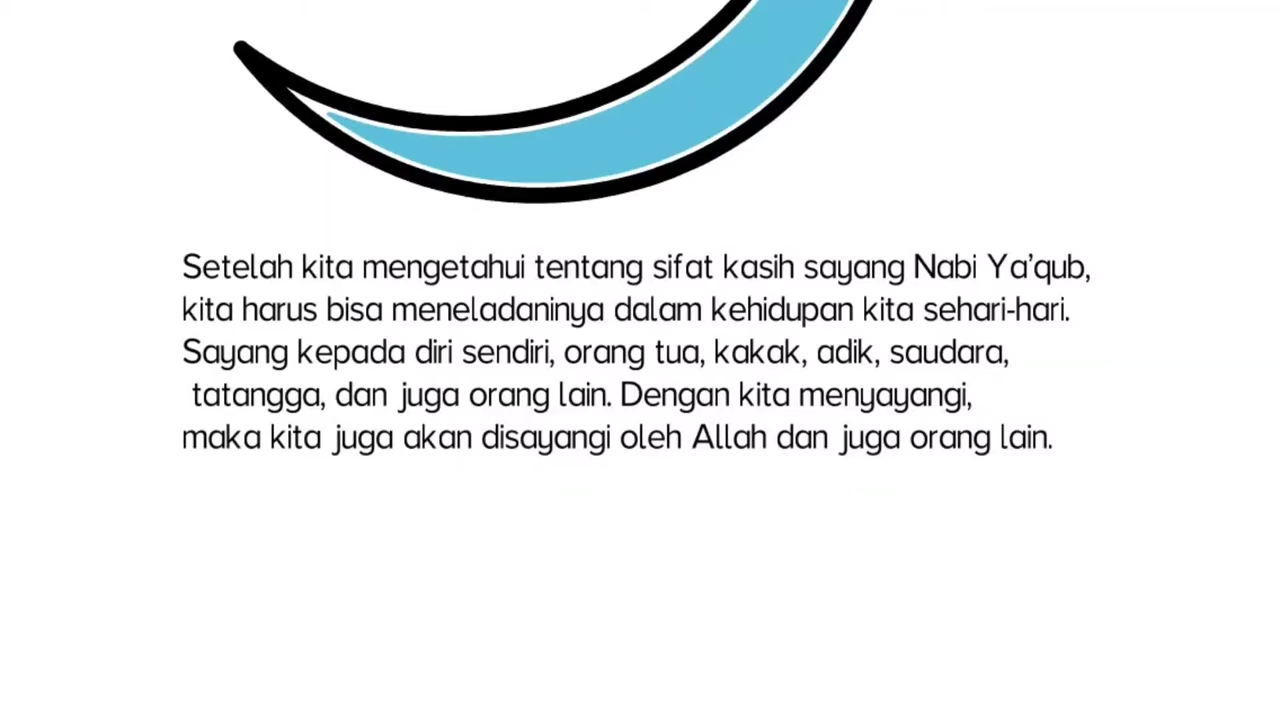 Setelah kita mengetahui tentang sifat kasih sayang Nabi Ya'qub,
kita harus bisa meneladaninya dalam kehidupan kita sehari-hari.
Sayang kepada diri sendiri, orang tua, kakak, adik, saudara,
tatangga, dan juga orang lain. Dengan kita menyayangi,
maka kita juga akan disayangi oleh Allah dan juga orang lain.